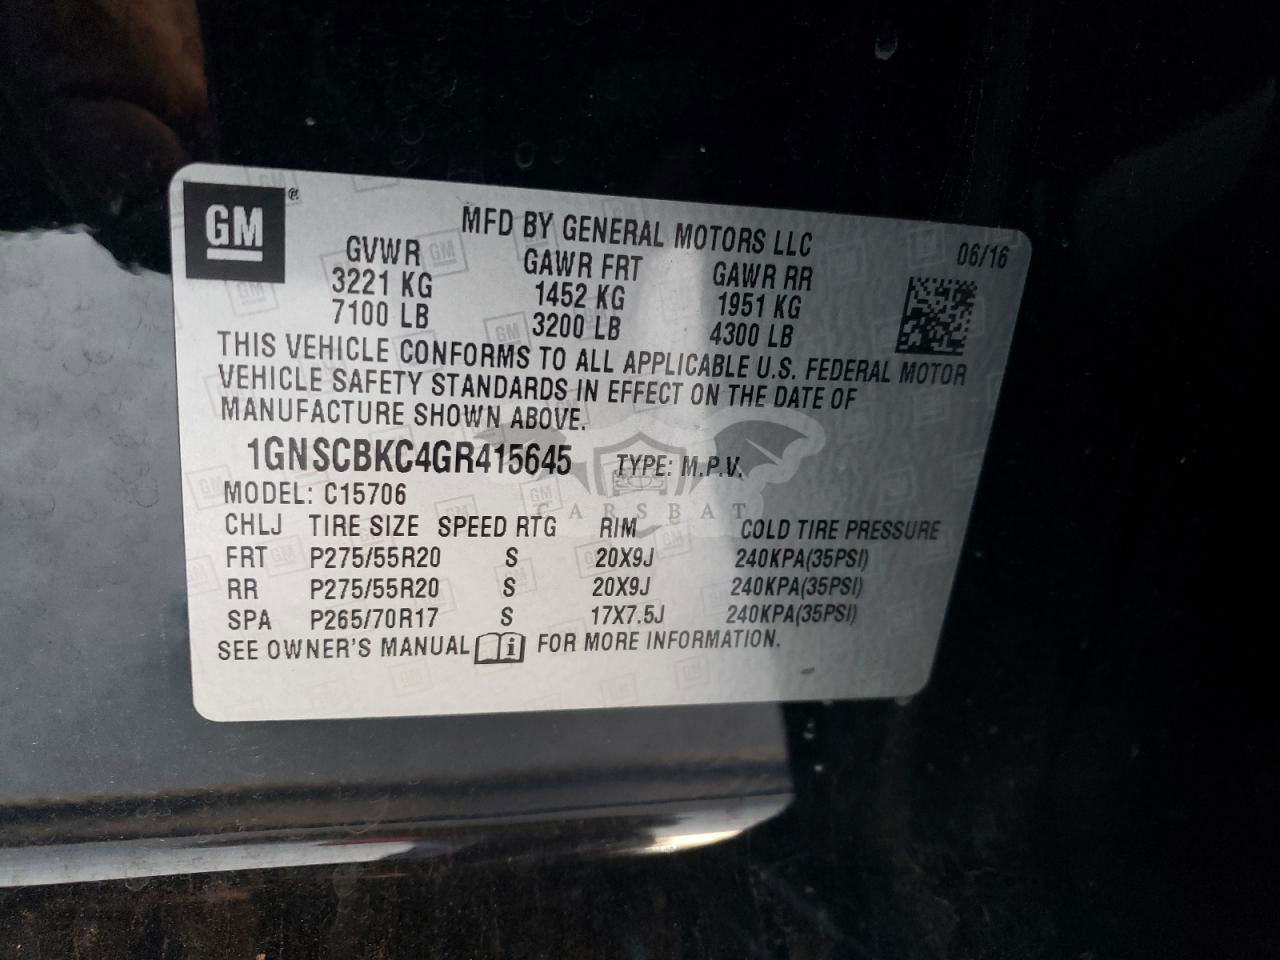 GM®
MFD BY GENERAL MOTORS LLC
06/16
GVWR GAWR FRT GAWR RR
3221 KG 1452 KG 1951 KG
7100 LB 3200 LB 4300 LB
THIS VEHICLE CONFORMS TO ALL APPLICABLE U.S. FEDERAL MOTOR
VEHICLE SAFETY STANDARDS IN EFFECT ON THE DATE OF
MANUFACTURE SHOWN ABOVE.
1GNSCBKC4GR415645 TYPE: M.P.V.
MODEL: C15706
CARSBAT
CHLJ TIRE SIZE SPEED RTG RIM COLD TIRE PRESSURE
FRT P275/55R20 S 20X9J 240KPA(35PSI)
RR P275/55R20 S 20X9J 240KPA(35PSI)
SPA P265/70R17 S 17X7.5J 240KPA(35PSI)
SEE OWNER'S MANUAL i FOR MORE INFORMATION.